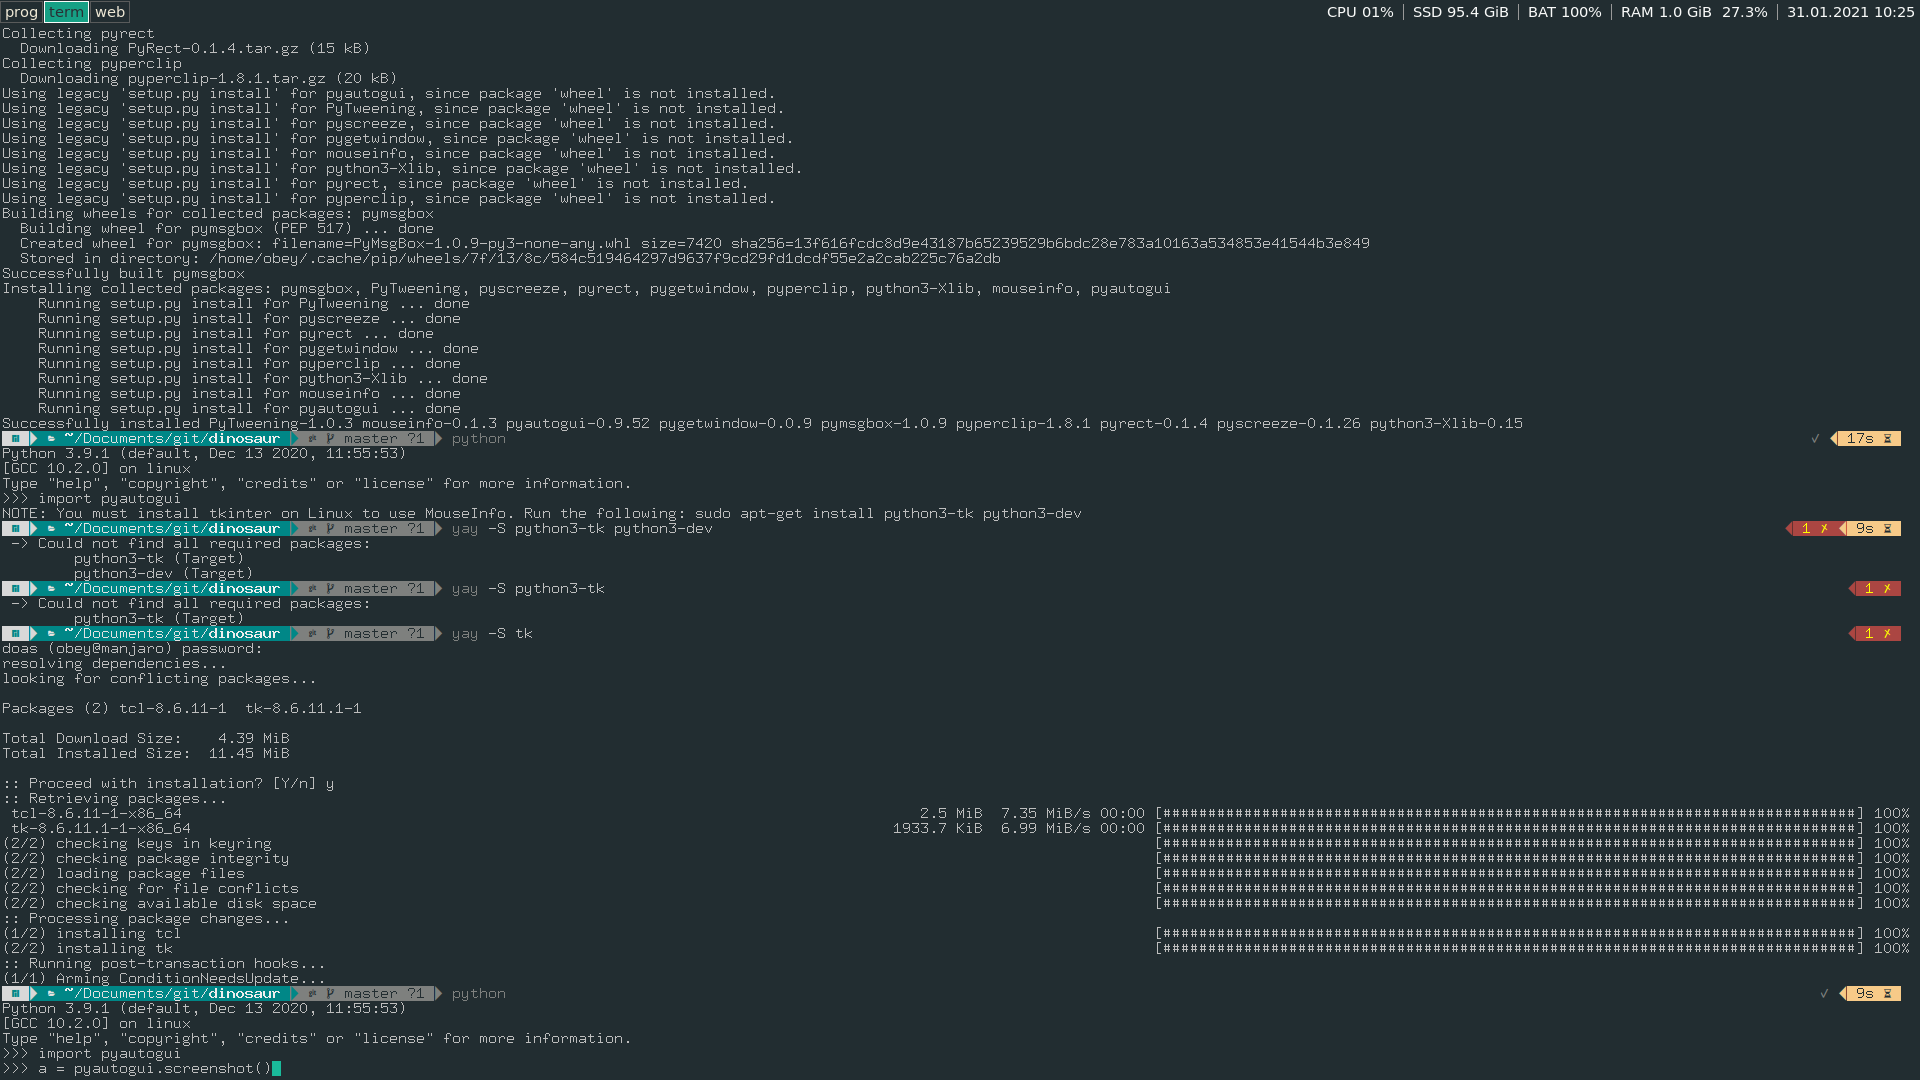 prog term web CPU 01% | SSD 95.4 GiB | BAT 100% | RAM 1.0 GiB 27.3% | 31.01.2021 10:25
Collecting pyrect
  Downloading PyRect-0.1.4.tar.gz (15 kB)
Collecting pyperclip
  Downloading pyperclip-1.8.1.tar.gz (20 kB)
Using legacy 'setup.py install' for pyautogui, since package 'wheel' is not installed.
Using legacy 'setup.py install' for PyTweening, since package 'wheel' is not installed.
Using legacy 'setup.py install' for pyscreeze, since package 'wheel' is not installed.
Using legacy 'setup.py install' for pygetwindow, since package 'wheel' is not installed.
Using legacy 'setup.py install' for mouseinfo, since package 'wheel' is not installed.
Using legacy 'setup.py install' for python3-Xlib, since package 'wheel' is not installed.
Using legacy 'setup.py install' for pyrect, since package 'wheel' is not installed.
Using legacy 'setup.py install' for pyperclip, since package 'wheel' is not installed.
Building wheels for collected packages: pymsgbox
  Building wheel for pymsgbox (PEP 517) ... done
  Created wheel for pymsgbox: filename=PyMsgBox-1.0.9-py3-none-any.whl size=7420 sha256=13f616fcdc8d9e43187b65239529b6bdc28e783a10163a534853e41544b3e849
  Stored in directory: /home/obey/.cache/pip/wheels/7f/13/8c/584c519464297d9637f9cd29fd1dcdf55e2a2cab225c76a2db
Successfully built pymsgbox
Installing collected packages: pymsgbox, PyTweening, pyscreeze, pyrect, pygetwindow, pyperclip, python3-Xlib, mouseinfo, pyautogui
    Running setup.py install for PyTweening ... done
    Running setup.py install for pyscreeze ... done
    Running setup.py install for pyrect ... done
    Running setup.py install for pygetwindow ... done
    Running setup.py install for pyperclip ... done
    Running setup.py install for python3-Xlib ... done
    Running setup.py install for mouseinfo ... done
    Running setup.py install for pyautogui ... done
Successfully installed PyTweening-1.0.3 mouseinfo-0.1.3 pyautogui-0.9.52 pygetwindow-0.0.9 pymsgbox-1.0.9 pyperclip-1.8.1 pyrect-0.1.4 pyscreeze-0.1.26 python3-Xlib-0.15
~/Documents/git/dinosaur master ?1 python ✓ 17s
Python 3.9.1 (default, Dec 13 2020, 11:55:53)
[GCC 10.2.0] on linux
Type "help", "copyright", "credits" or "license" for more information.
>>> import pyautogui
NOTE: You must install tkinter on Linux to use MouseInfo. Run the following: sudo apt-get install python3-tk python3-dev
~/Documents/git/dinosaur master ?1 yay -S python3-tk python3-dev 1 ✗ 9s
 -> Could not find all required packages:
        python3-tk (Target)
        python3-dev (Target)
~/Documents/git/dinosaur master ?1 yay -S python3-tk 1 ✗
 -> Could not find all required packages:
        python3-tk (Target)
~/Documents/git/dinosaur master ?1 yay -S tk 1 ✗
doas (obey@manjaro) password:
resolving dependencies...
looking for conflicting packages...
Packages (2) tcl-8.6.11-1  tk-8.6.11.1-1
Total Download Size:    4.39 MiB
Total Installed Size:  11.45 MiB
:: Proceed with installation? [Y/n] y
:: Retrieving packages...
 tcl-8.6.11-1-x86_64 2.5 MiB  7.35 MiB/s 00:00 [#############################################################################] 100%
 tk-8.6.11.1-1-x86_64 1933.7 KiB  6.99 MiB/s 00:00 [#############################################################################] 100%
(2/2) checking keys in keyring [#############################################################################] 100%
(2/2) checking package integrity [#############################################################################] 100%
(2/2) loading package files [#############################################################################] 100%
(2/2) checking for file conflicts [#############################################################################] 100%
(2/2) checking available disk space [#############################################################################] 100%
:: Processing package changes...
(1/2) installing tcl [#############################################################################] 100%
(2/2) installing tk [#############################################################################] 100%
:: Running post-transaction hooks...
(1/1) Arming ConditionNeedsUpdate...
~/Documents/git/dinosaur master ?1 python ✓ 9s
Python 3.9.1 (default, Dec 13 2020, 11:55:53)
[GCC 10.2.0] on linux
Type "help", "copyright", "credits" or "license" for more information.
>>> import pyautogui
>>> a = pyautogui.screenshot()